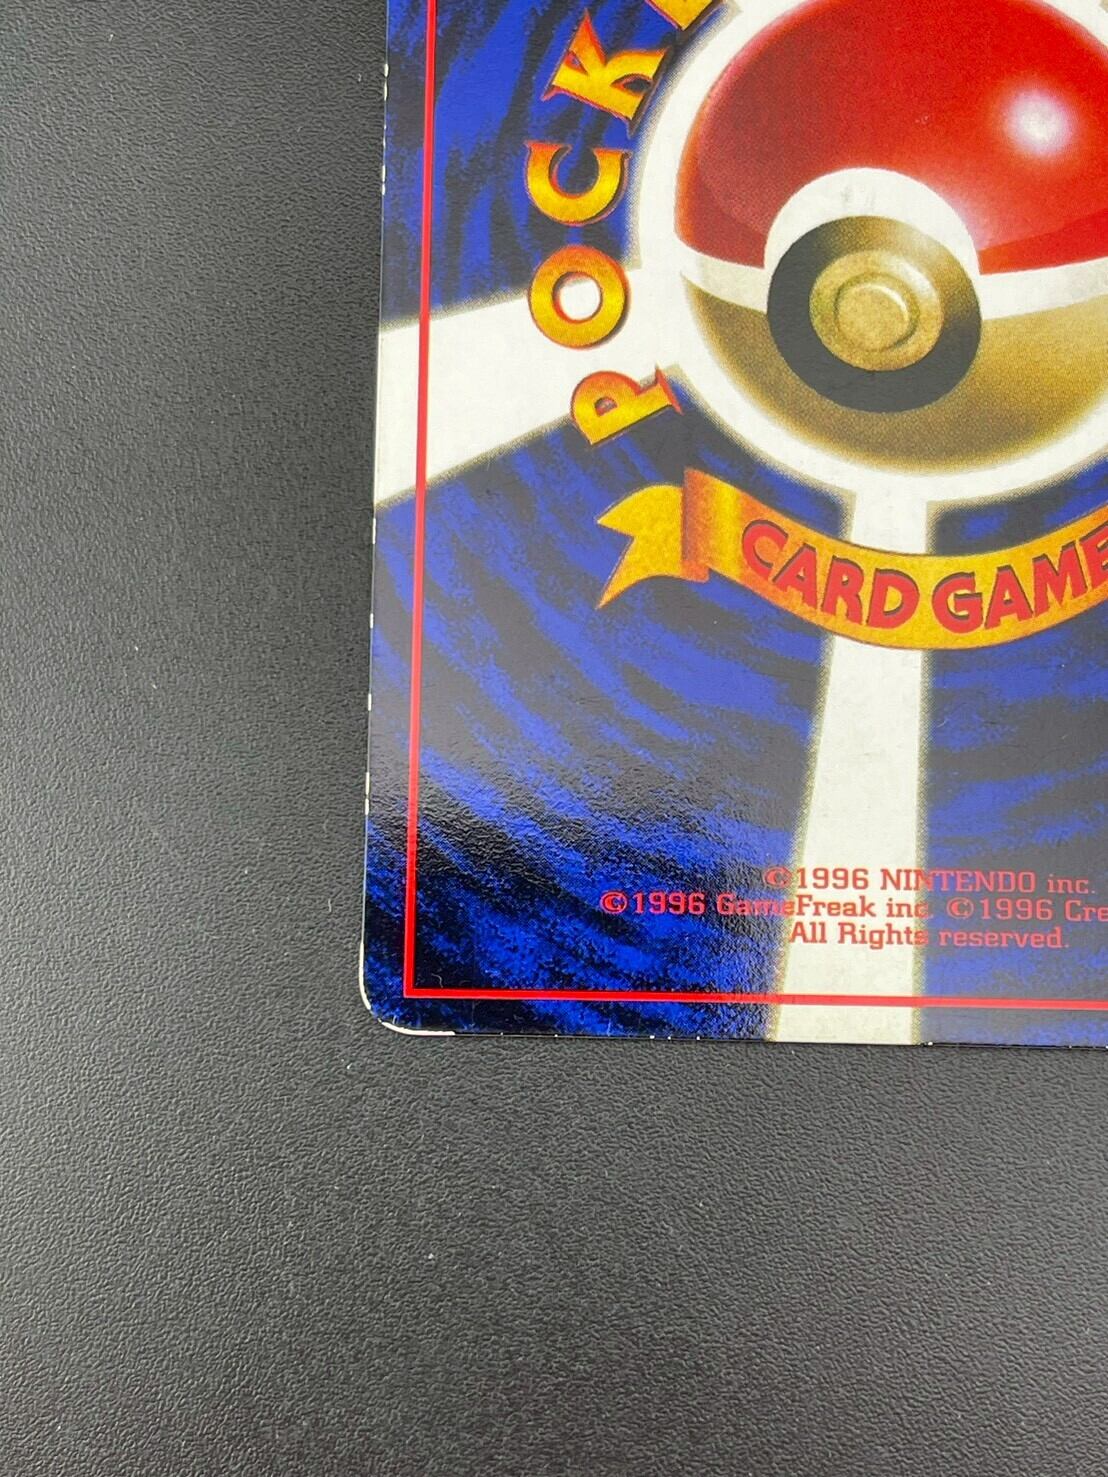 POCK
CARD GAME
©1996 NINTENDO inc.
©1996 GameFreak inc. ©1996 Cre
All Rights reserved.